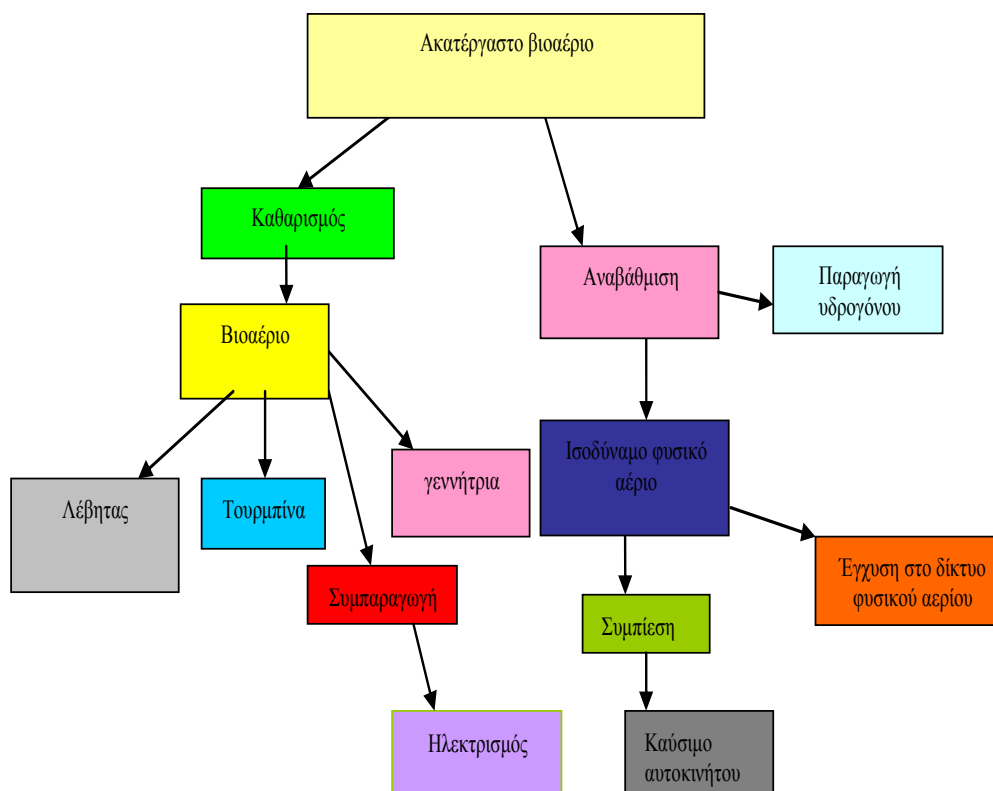 Ακατέργαστο βιοαέριο
Καθαρισμός
Αναβάθμιση
Παραγωγή
υδρογόνου
Βιοαέριο
Ισοδύναμο φυσικό
αέριο
Λέβητας
Τουρμπίνα
γεννήτρια
Συμπαραγωγή
Συμπίεση
Έγχυση στο δίκτυο
φυσικού αερίου
Ηλεκτρισμός
Καύσιμο
αυτοκινήτου